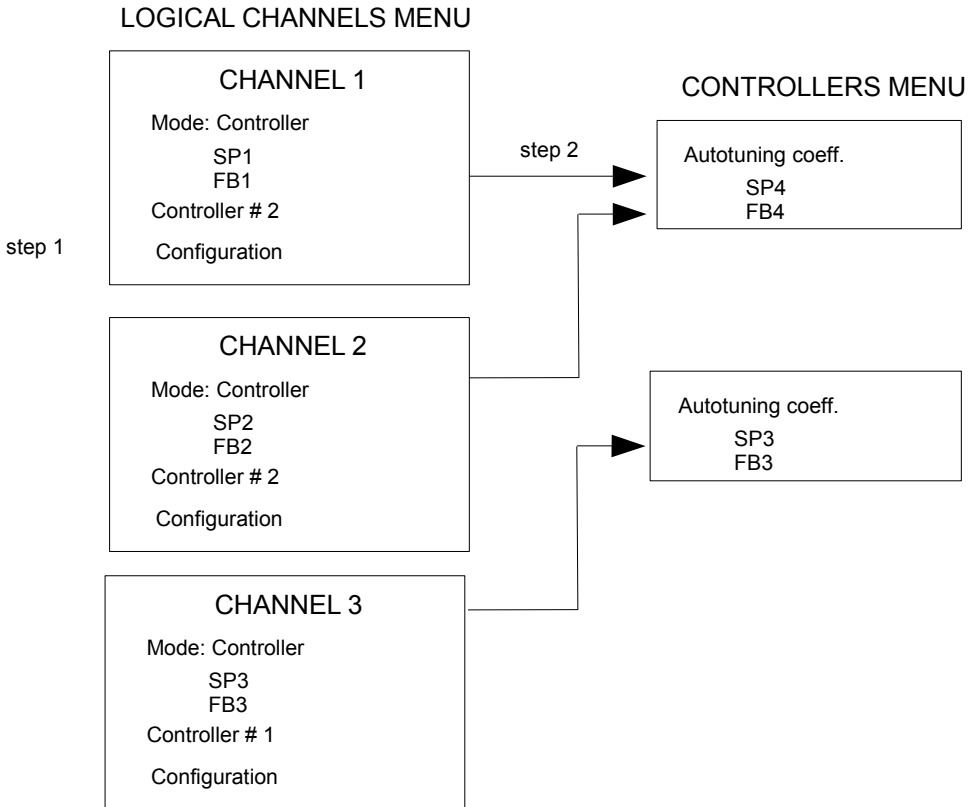 LOGICAL CHANNELS MENU
CHANNEL 1
Mode: Controller
SP1
FB1
Controller # 2
Configuration
step 1
step 2
CONTROLLERS MENU
Autotuning coeff.
SP4
FB4
CHANNEL 2
Mode: Controller
SP2
FB2
Controller # 2
Configuration
Autotuning coeff.
SP3
FB3
CHANNEL 3
Mode: Controller
SP3
FB3
Controller # 1
Configuration